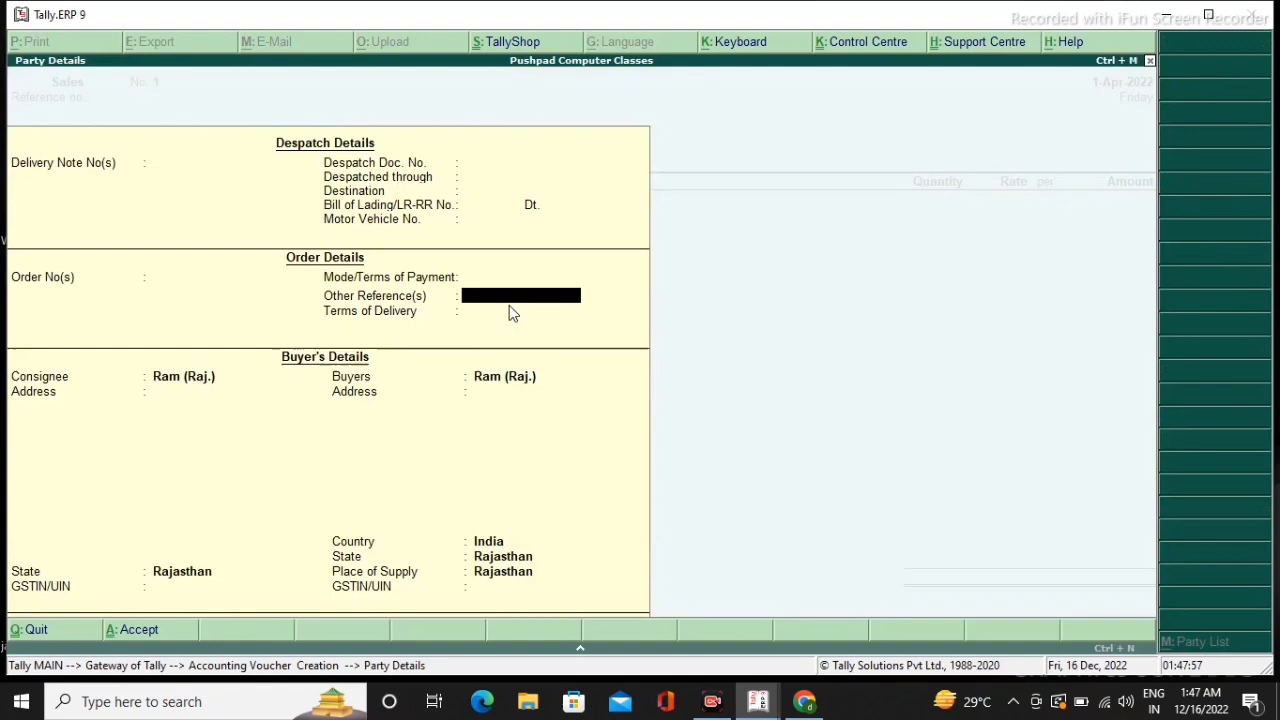 Tally.ERP 9
Recorded with iFun Screen Recorder
P: Print E: Export M: E-Mail O: Upload S: TallyShop G: Language K: Keyboard K: Control Centre H: Support Centre H: Help
Party Details Pushpad Computer Classes Ctrl + M
Sales No. 1 1-Apr-2022
Reference no.: Friday
Despatch Details
Delivery Note No(s) : Despatch Doc. No. :
Despatched through :
Destination :
Bill of Lading/LR-RR No. : Dt.
Motor Vehicle No. :
Quantity Rate per Amount
Order Details
Order No(s) : Mode/Terms of Payment:
Other Reference(s) :
Terms of Delivery :
Buyer's Details
Consignee : Ram (Raj.) Buyers : Ram (Raj.)
Address : Address :
Country : India
State : Rajasthan
State : Rajasthan Place of Supply : Rajasthan
GSTIN/UIN : GSTIN/UIN :
Q: Quit A: Accept M: Party List
Ctrl + N
Tally MAIN --> Gateway of Tally --> Accounting Voucher Creation --> Party Details © Tally Solutions Pvt Ltd., 1988-2020 Fri, 16 Dec, 2022 01:47:57
Type here to search 29°C ENG IN 1:47 AM 12/16/2022 1